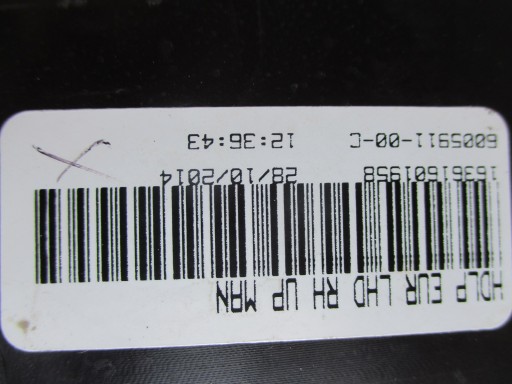 HDLP EUR LHD RH UP MAN
16361601958 28/10/2014
6005911-00-C 12:36:43